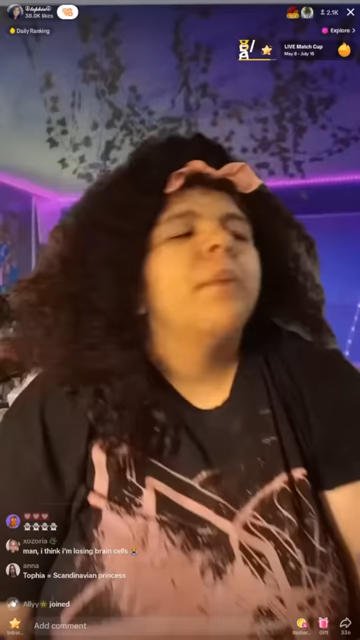 38.0K likes
2.1K
Daily Ranking
Explore >
LIVE Match Cup
May 8 - July 15
xozoria
man, i think i'm losing brain cells
anna
Tophia = Scandinavian princess
Allyy joined
Add comment...
Gift